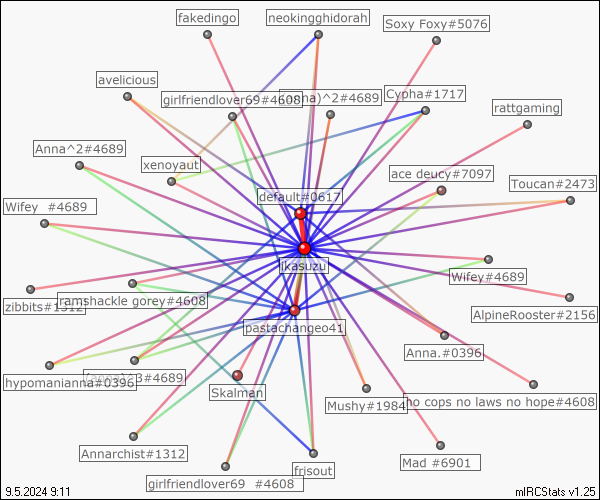 fakedingo
neokingghidorah
Soxy Foxy#5076
avelicious
girlfriendlover69#4608
)^2#4689
Cypha#1717
rattgaming
Anna^2#4689
xenoyaut
ace deucy#7097
Toucan#2473
default#0617
Wifey  #4689
jkasuzu
Wifey#4689
zibbits#1312
ramshackle gorey#4608
AlpineRooster#2156
pastachangeo41
Anna.#0396
hypomanianna#0396
3#4689
Skalman
Mushy#1984
no cops no laws no hope#4608
Annarchist#1312
frisout
Mad #6901
girlfriendlover69  #4608
9.5.2024 9:11
mIRCStats v1.25